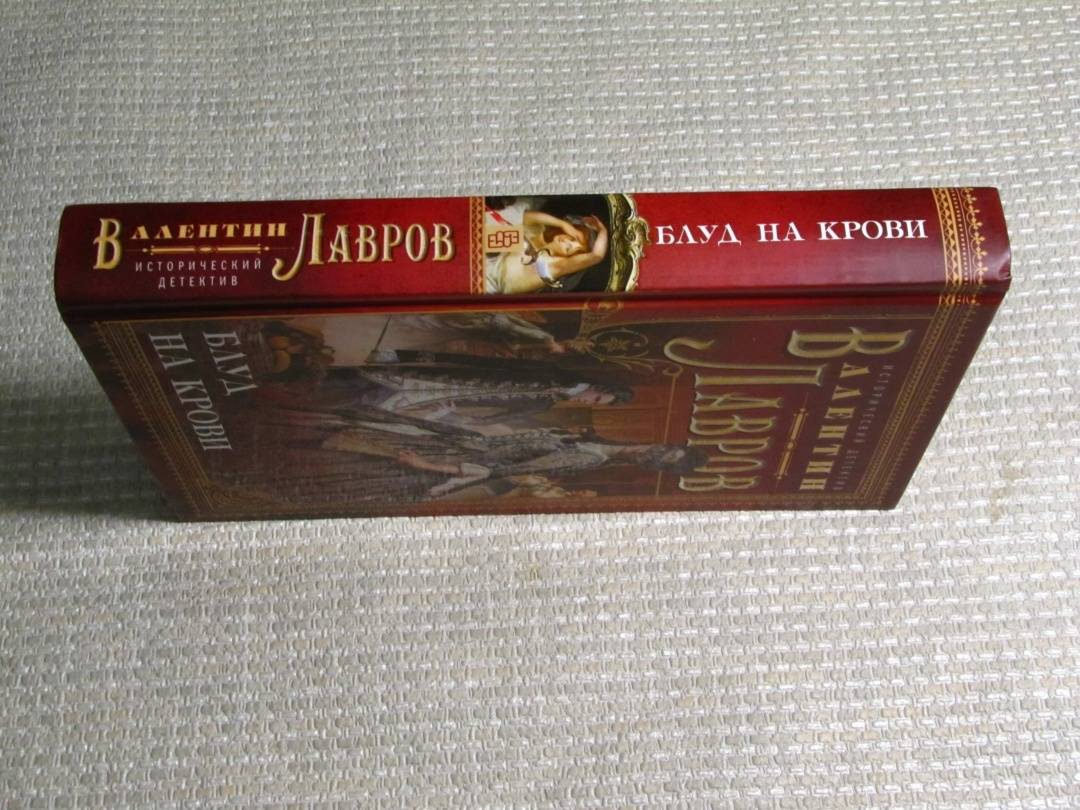 ВАЛЕНТИН ЛАВРОВ
ИСТОРИЧЕСКИЙ
ДЕТЕКТИВ
БЛУД НА КРОВИ
ИСТОРИЧЕСКИЙ ДЕТЕКТИВ
ВАЛЕНТИН
ЛАВРОВ
БЛУД
НА КРОВИ